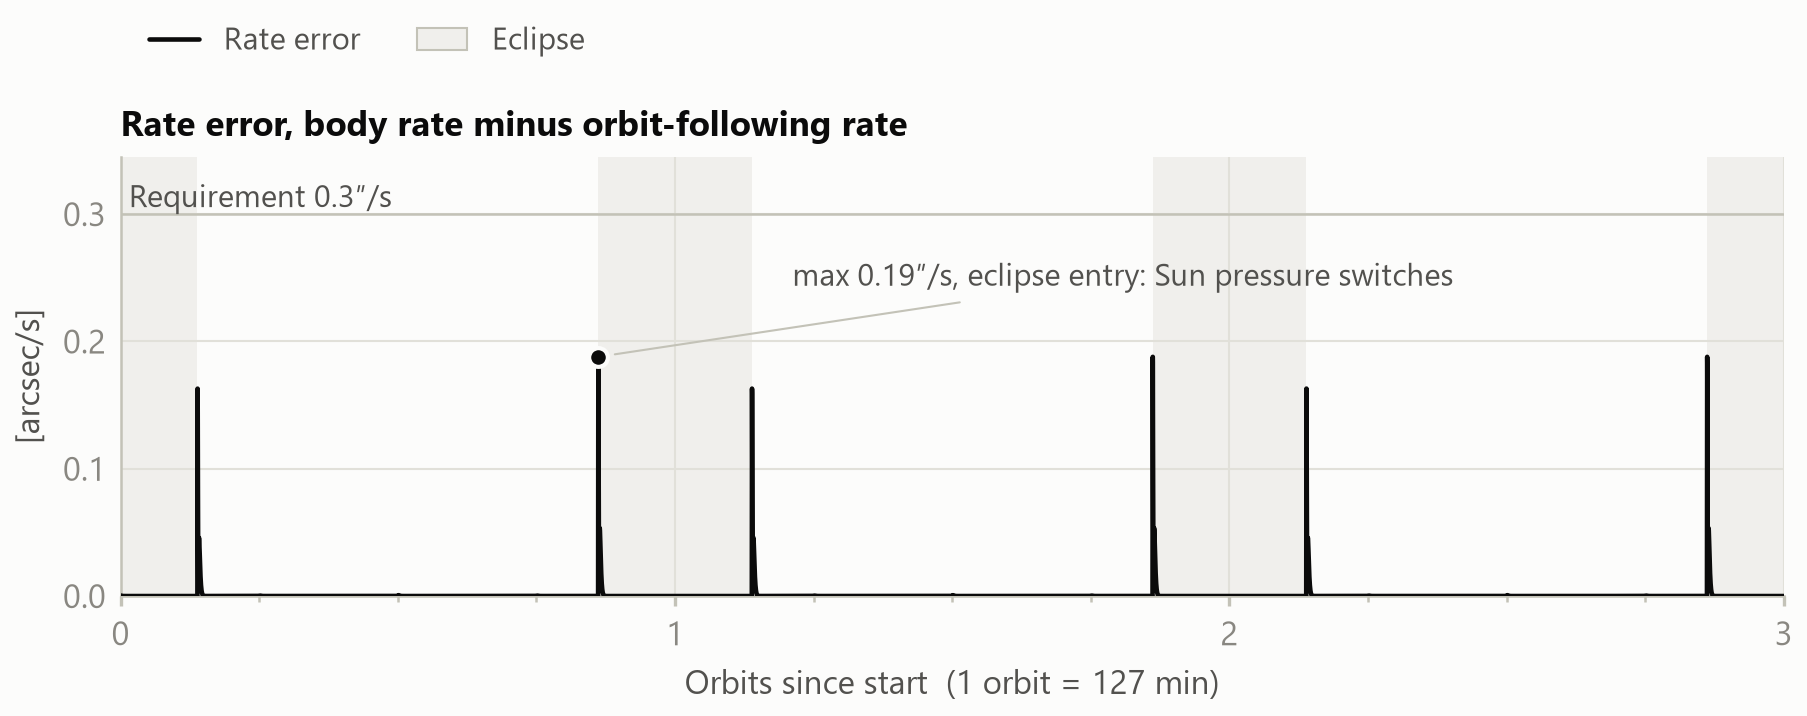 Rate error
Eclipse
Rate error, body rate minus orbit-following rate
Requirement 0.3″/s
max 0.19″/s, eclipse entry: Sun pressure switches
[arcsec/s]
0.3
0.2
0.1
0.0
0
1
2
3
Orbits since start (1 orbit = 127 min)